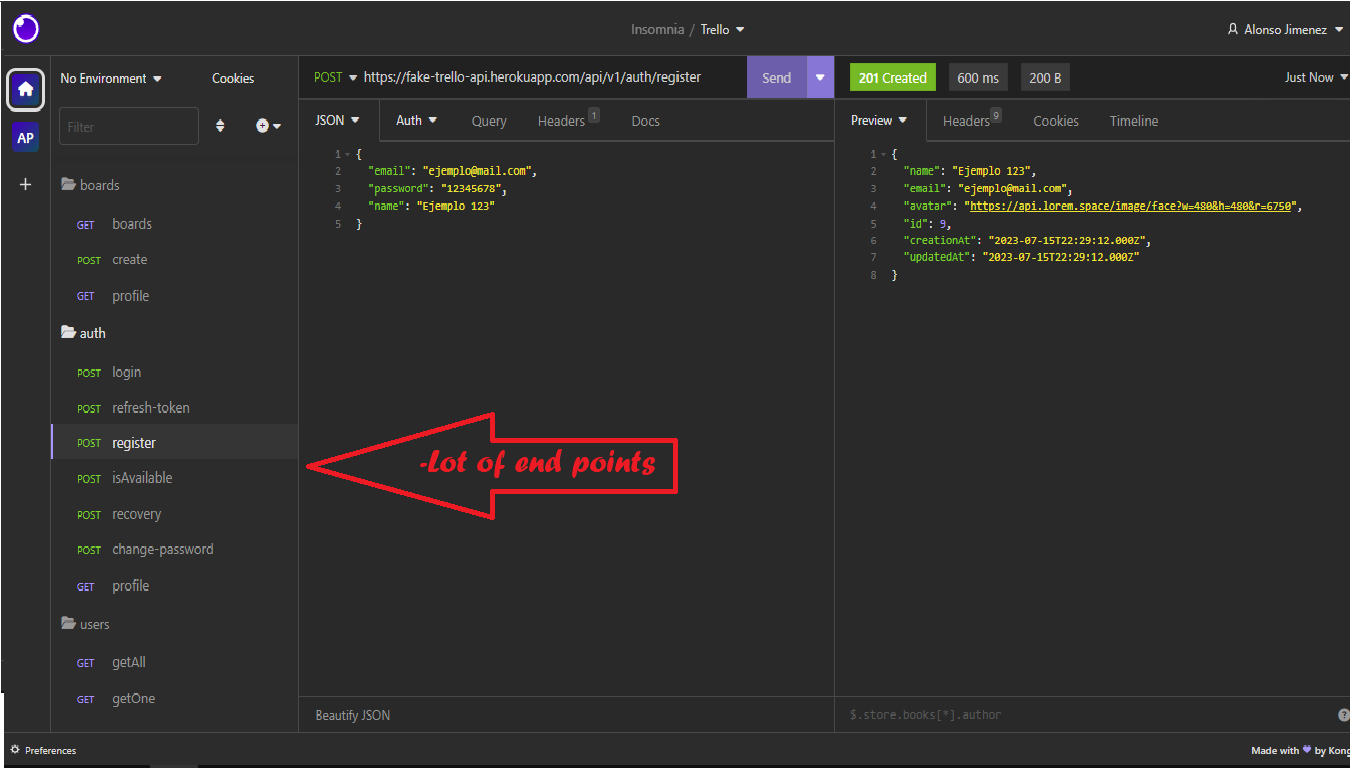 Insomnia / Trello
Alonso Jimenez
No Environment
Cookies
POST https://fake-trello-api.herokuapp.com/api/v1/auth/register
Send
201 Created
600 ms
200 B
Just Now
AP
Filter
JSON
Auth
Query
Headers 1
Docs
Preview
Headers 9
Cookies
Timeline
boards
GET boards
POST create
GET profile
auth
POST login
POST refresh-token
POST register
POST isAvailable
POST recovery
POST change-password
GET profile
users
GET getAll
GET getOne
1 {
2 "email": "ejemplo@mail.com",
3 "password": "12345678",
4 "name": "Ejemplo 123"
5 }
-Lot of end points
Beautify JSON
1 {
2 "name": "Ejemplo 123",
3 "email": "ejemplo@mail.com",
4 "avatar": "https://api.lorem.space/image/face?w=480&h=480&r=6750",
5 "id": 9,
6 "creationAt": "2023-07-15T22:29:12.000Z",
7 "updatedAt": "2023-07-15T22:29:12.000Z"
8 }
$.store.books[*].author
?
Preferences
Made with 💜 by Kong